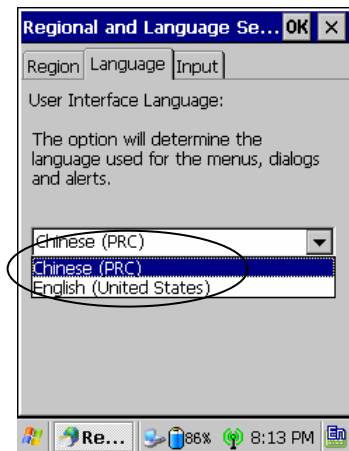 Regional and Language Se... OK ×
Region Language Input
User Interface Language:
The option will determine the
language used for the menus, dialogs
and alerts.
Chinese (PRC)
Chinese (PRC)
English (United States)
Re... 86% 8:13 PM